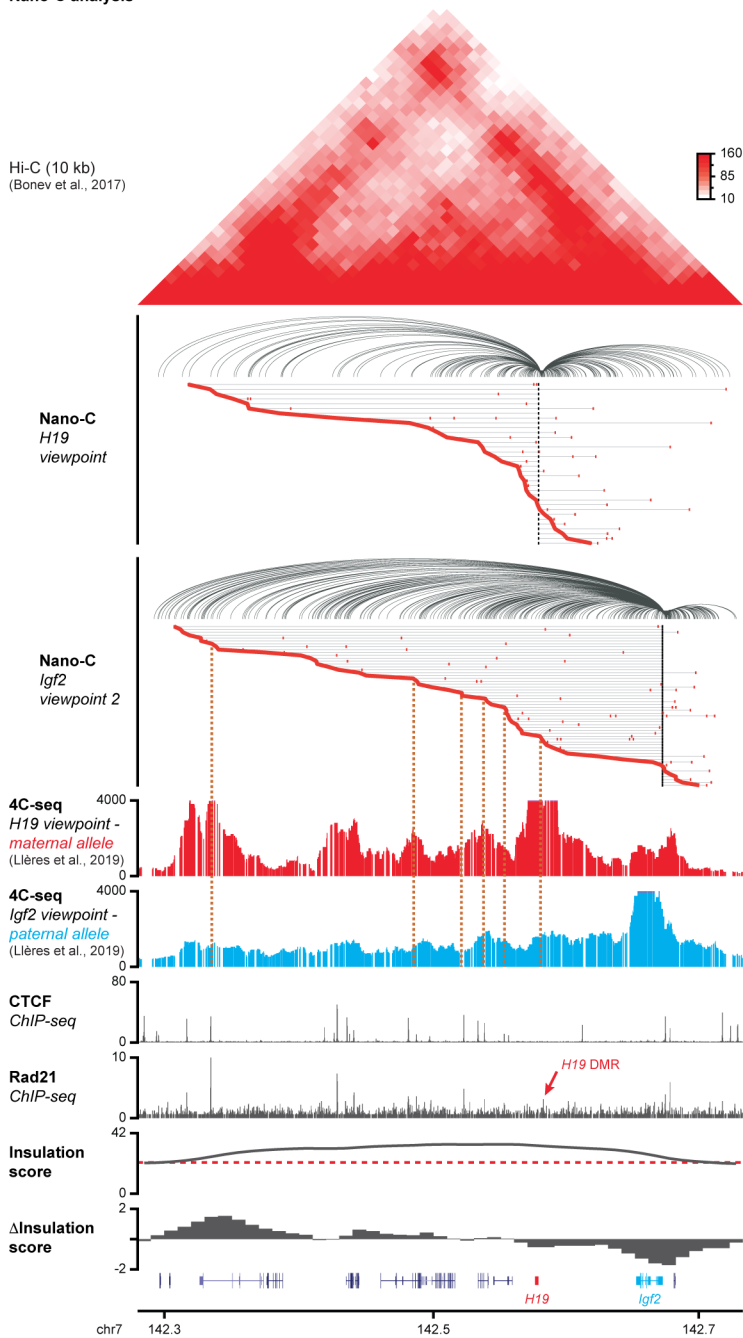 Hi-C (10 kb)
(Bonev et al., 2017)
160
85
10
Nano-C
H19
viewpoint
Nano-C
Igf2
viewpoint 2
4C-seq
H19 viewpoint -
maternal allele
(Llères et al., 2019)
4000
0
4C-seq
Igf2 viewpoint -
paternal allele
(Llères et al., 2019)
4000
0
CTCF
ChIP-seq
80
0
Rad21
ChIP-seq
10
0
H19 DMR
Insulation
score
42
0
ΔInsulation
score
2
-2
H19
Igf2
chr7
142.3
142.5
142.7